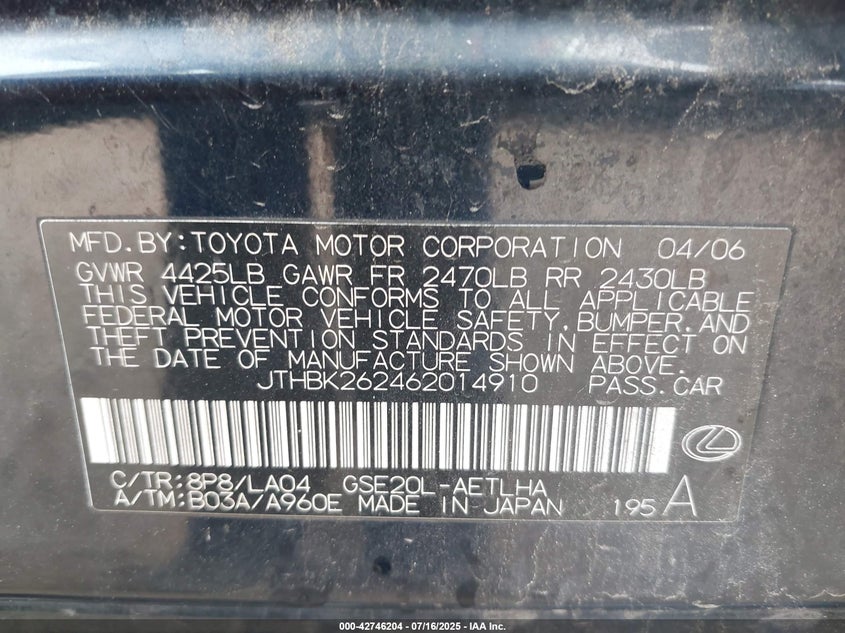 MFD.BY:TOYOTA MOTOR CORPORATION 04/06
GVWR 4425LB GAWR FR 2470LB RR 2430LB
THIS VEHICLE CONFORMS TO ALL APPLICABLE
FEDERAL MOTOR VEHICLE SAFETY,BUMPER,AND
THEFT PREVENTION STANDARDS IN EFFECT ON
THE DATE OF MANUFACTURE SHOWN ABOVE.
JTHBK262462014910 PASS.CAR
C/TR:8P8/LA04 GSE20L-AETLHA
A/TM:B03A/A960E MADE IN JAPAN 195 A
000-42746204 - 07/16/2025 - IAA Inc.